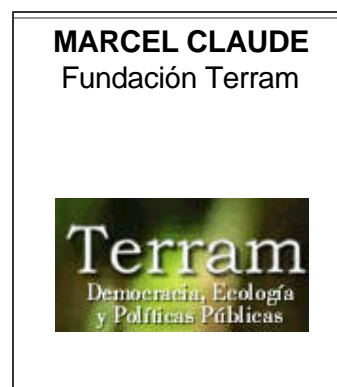 MARCEL CLAUDE
Fundación Terram
Terram
Democracia, Ecología
y Políticas Públicas